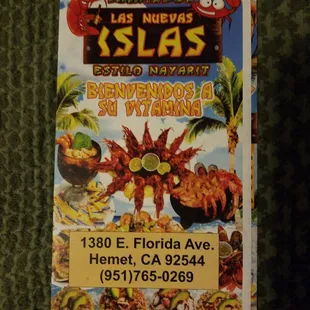 LAS NUEVAS
ISLAS
ESTILO NAYARIT
BIENVENIDOS A
SU VITAMINA
1380 E. Florida Ave.
Hemet, CA 92544
(951)765-0269